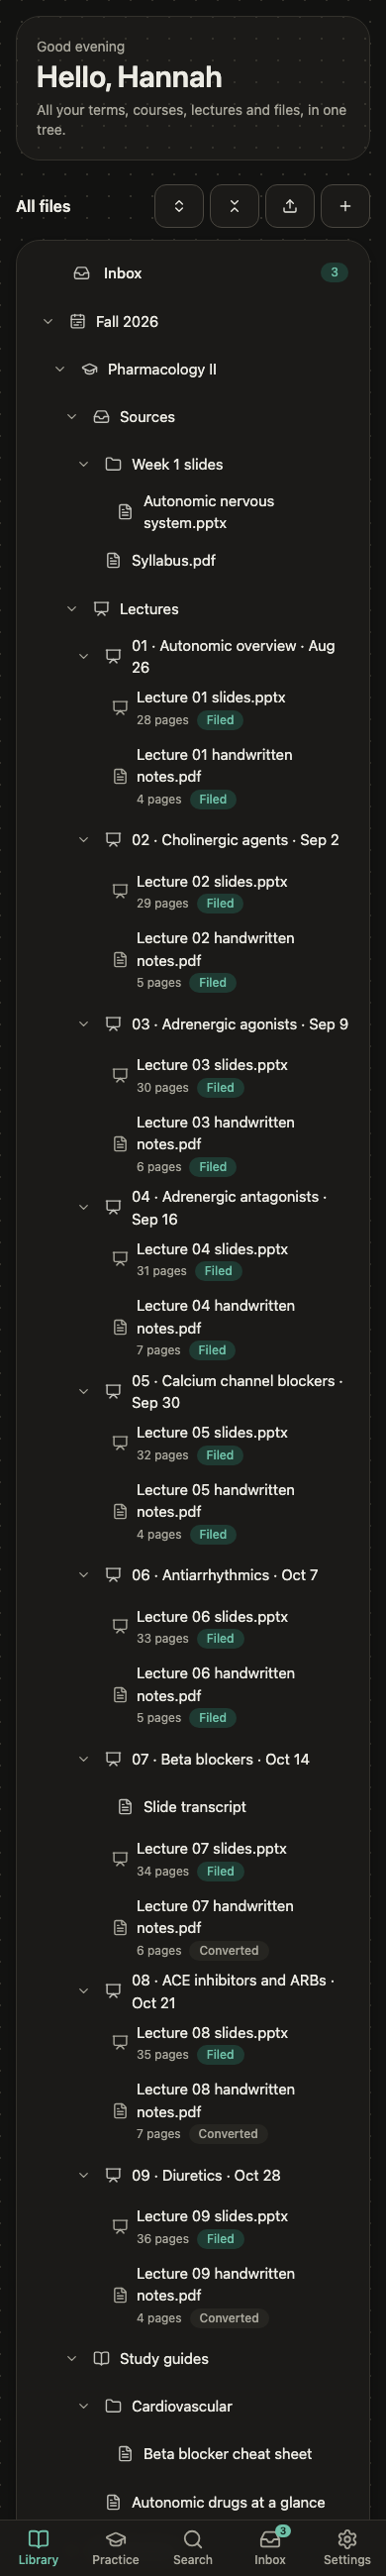 Good evening
Hello, Hannah
All your terms, courses, lectures and files, in one
tree.
All files
Inbox 3
Fall 2026
Pharmacology II
Sources
Week 1 slides
Autonomic nervous
system.pptx
Syllabus.pdf
Lectures
01 · Autonomic overview · Aug
26
Lecture 01 slides.pptx
28 pages Filed
Lecture 01 handwritten
notes.pdf
4 pages Filed
02 · Cholinergic agents · Sep 2
Lecture 02 slides.pptx
29 pages Filed
Lecture 02 handwritten
notes.pdf
5 pages Filed
03 · Adrenergic agonists · Sep 9
Lecture 03 slides.pptx
30 pages Filed
Lecture 03 handwritten
notes.pdf
6 pages Filed
04 · Adrenergic antagonists ·
Sep 16
Lecture 04 slides.pptx
31 pages Filed
Lecture 04 handwritten
notes.pdf
7 pages Filed
05 · Calcium channel blockers ·
Sep 30
Lecture 05 slides.pptx
32 pages Filed
Lecture 05 handwritten
notes.pdf
4 pages Filed
06 · Antiarrhythmics · Oct 7
Lecture 06 slides.pptx
33 pages Filed
Lecture 06 handwritten
notes.pdf
5 pages Filed
07 · Beta blockers · Oct 14
Slide transcript
Lecture 07 slides.pptx
34 pages Filed
Lecture 07 handwritten
notes.pdf
6 pages Converted
08 · ACE inhibitors and ARBs ·
Oct 21
Lecture 08 slides.pptx
35 pages Filed
Lecture 08 handwritten
notes.pdf
7 pages Converted
09 · Diuretics · Oct 28
Lecture 09 slides.pptx
36 pages Filed
Lecture 09 handwritten
notes.pdf
4 pages Converted
Study guides
Cardiovascular
Beta blocker cheat sheet
Autonomic drugs at a glance
3
Library Practice Search Inbox Settings